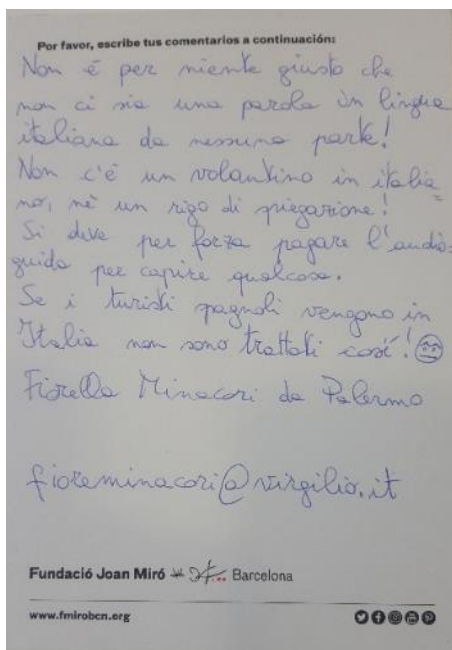 Por favor, escribe tus comentarios a continuación:
Non è per niente giusto che
non ci sia una parola in lingua
italiana da nessuna parte!
Non c'è un volantino in italia
no, nè un rigo di spiegazione!
Si deve per forza pagare l'audio=
guida per capire qualcosa.
Se i turisti spagnoli vengono in
Italia non sono trattati così!
Fiorella Minacori da Palermo
fioreminacori@virgilio.it
Fundació Joan Miró Barcelona
www.fmirobcn.org